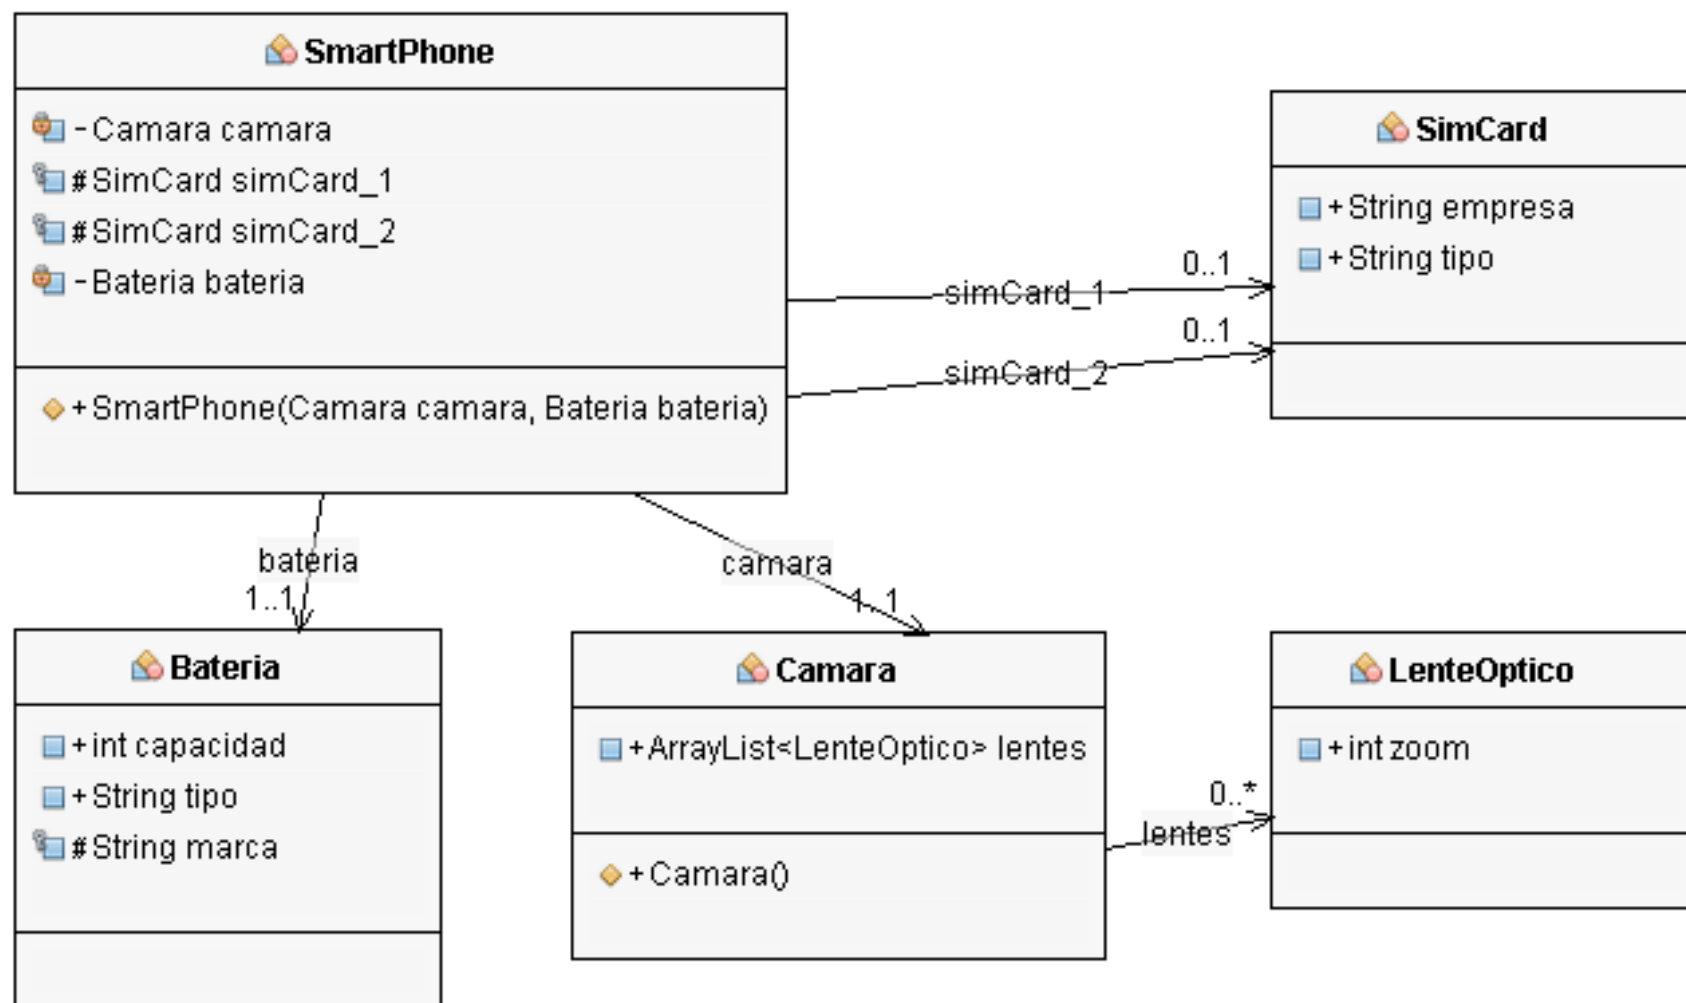 SmartPhone
-Camara camara
#SimCard simCard_1
#SimCard simCard_2
-Bateria bateria
+SmartPhone(Camara camara, Bateria bateria)
SimCard
+String empresa
+String tipo
0..1
simCard_1
0..1
simCard_2
bateria
1..1
camara
1..1
Bateria
+int capacidad
+String tipo
#String marca
Camara
+ArrayList<LenteOptico> lentes
+Camara()
0..*
lentes
LenteOptico
+int zoom